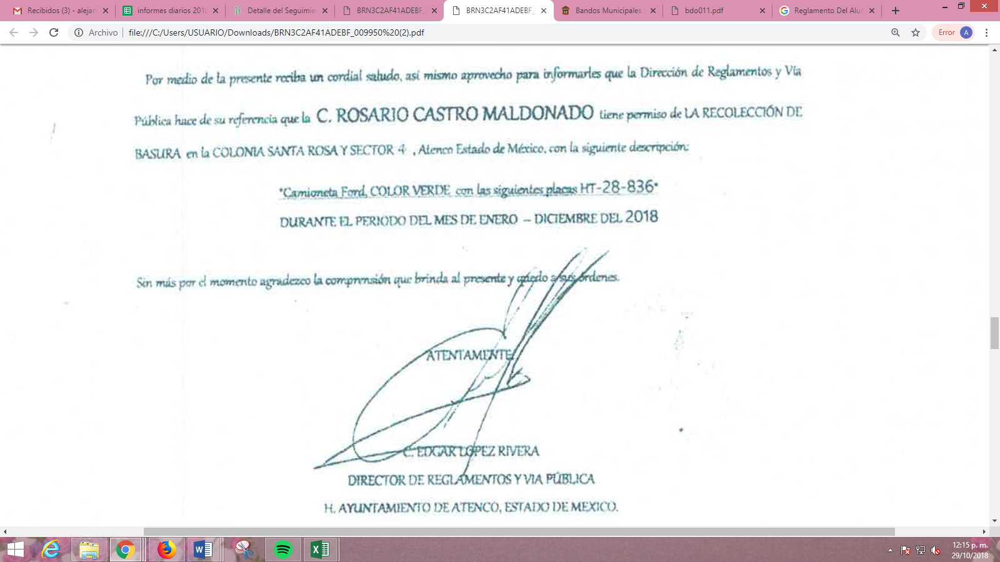 Recibidos (3) - alejan
informes diarios 2018
Detalle del Seguimie
BRN3C2AF41ADEBF_
BRN3C2AF41ADEBF_
Bandos Municipales
bdo011.pdf
Reglamento Del Alum
Archivo file:///C:/Users/USUARIO/Downloads/BRN3C2AF41ADEBF_009950%20(2).pdf Error A
Por medio de la presente reciba un cordial saludo, así mismo aprovecho para informarles que la Dirección de Reglamentos y Vía
Pública hace de su referencia que la C. ROSARIO CASTRO MALDONADO tiene permiso de LA RECOLECCIÓN DE
BASURA en la COLONIA SANTA ROSA Y SECTOR 4 , Atenco Estado de México, con la siguiente descripción:
"Camioneta Ford, COLOR VERDE con las siguientes placas HT-28-836"
DURANTE EL PERIODO DEL MES DE ENERO – DICIEMBRE DEL 2018
Sin más por el momento agradezco la comprensión que brinda al presente y quedo a sus órdenes.
ATENTAMENTE
C. EDGAR LOPEZ RIVERA
DIRECTOR DE REGLAMENTOS Y VIA PÚBLICA
H. AYUNTAMIENTO DE ATENCO, ESTADO DE MEXICO.
12:15 p. m.
29/10/2018